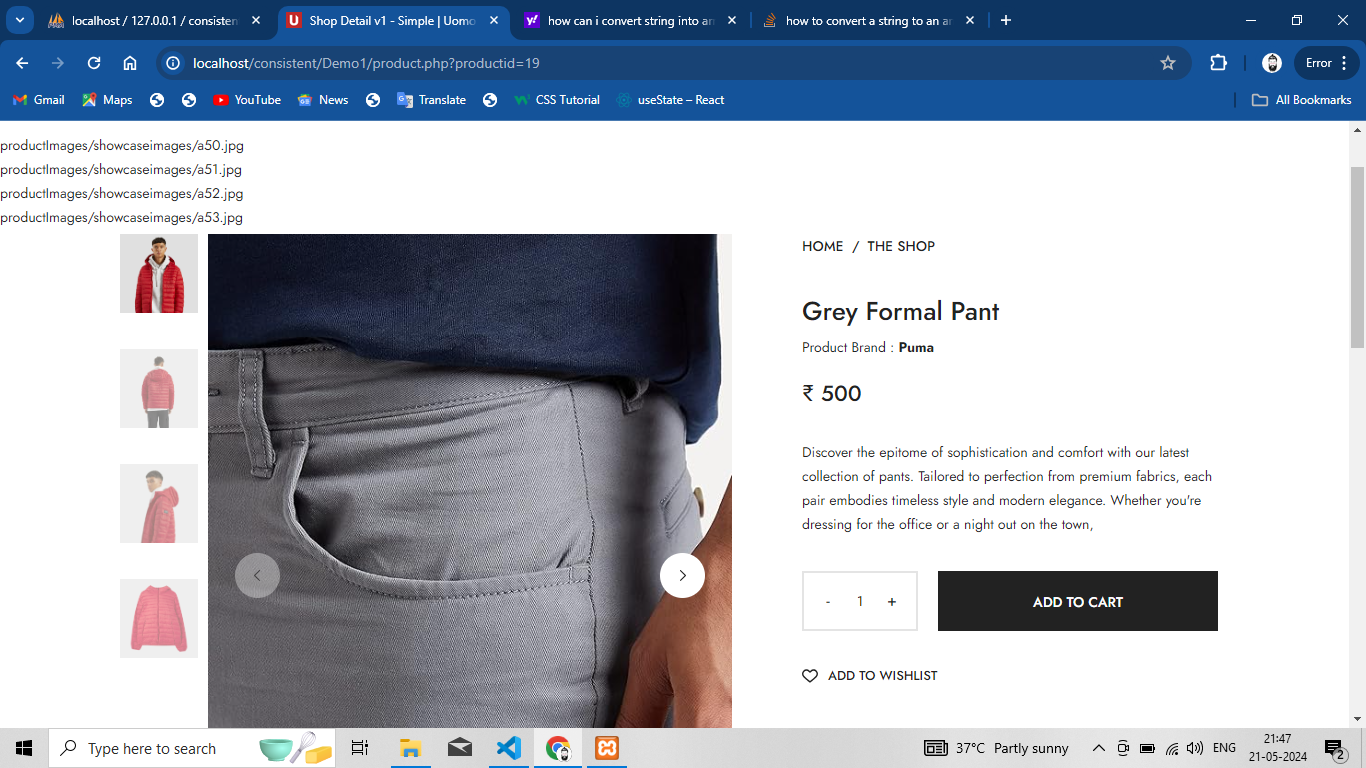 localhost / 127.0.0.1 / consisten
Shop Detail v1 - Simple | Uomo
how can i convert string into an
how to convert a string to an ar
localhost/consistent/Demo1/product.php?productid=19
Error
Gmail
Maps
YouTube
News
Translate
CSS Tutorial
useState – React
All Bookmarks
productImages/showcaseimages/a50.jpg
productImages/showcaseimages/a51.jpg
productImages/showcaseimages/a52.jpg
productImages/showcaseimages/a53.jpg
HOME / THE SHOP
Grey Formal Pant
Product Brand : Puma
₹ 500
Discover the epitome of sophistication and comfort with our latest
collection of pants. Tailored to perfection from premium fabrics, each
pair embodies timeless style and modern elegance. Whether you're
dressing for the office or a night out on the town,
- 1 +
ADD TO CART
ADD TO WISHLIST
Type here to search
37°C Partly sunny
ENG
21:47
21-05-2024
2